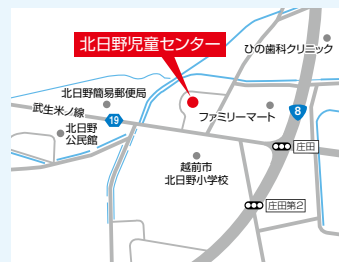 北日野児童センター
ひの歯科クリニック
北日野簡易郵便局
武生米ノ線
19
北日野
公民館
ファミリーマート
8
庄田
越前市
北日野小学校
庄田第2